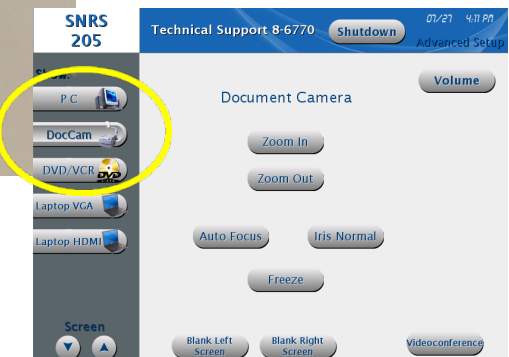 SNRS
205
Technical Support 8-6770
Shutdown
07/27 4:11 PM
Advanced Setup
Show:
PC
DocCam
DVD/VCR
DVD
Laptop VGA
Laptop HDMI
Screen
Volume
Document Camera
Zoom In
Zoom Out
Auto Focus
Iris Normal
Freeze
Blank Left
Screen
Blank Right
Screen
Videoconference